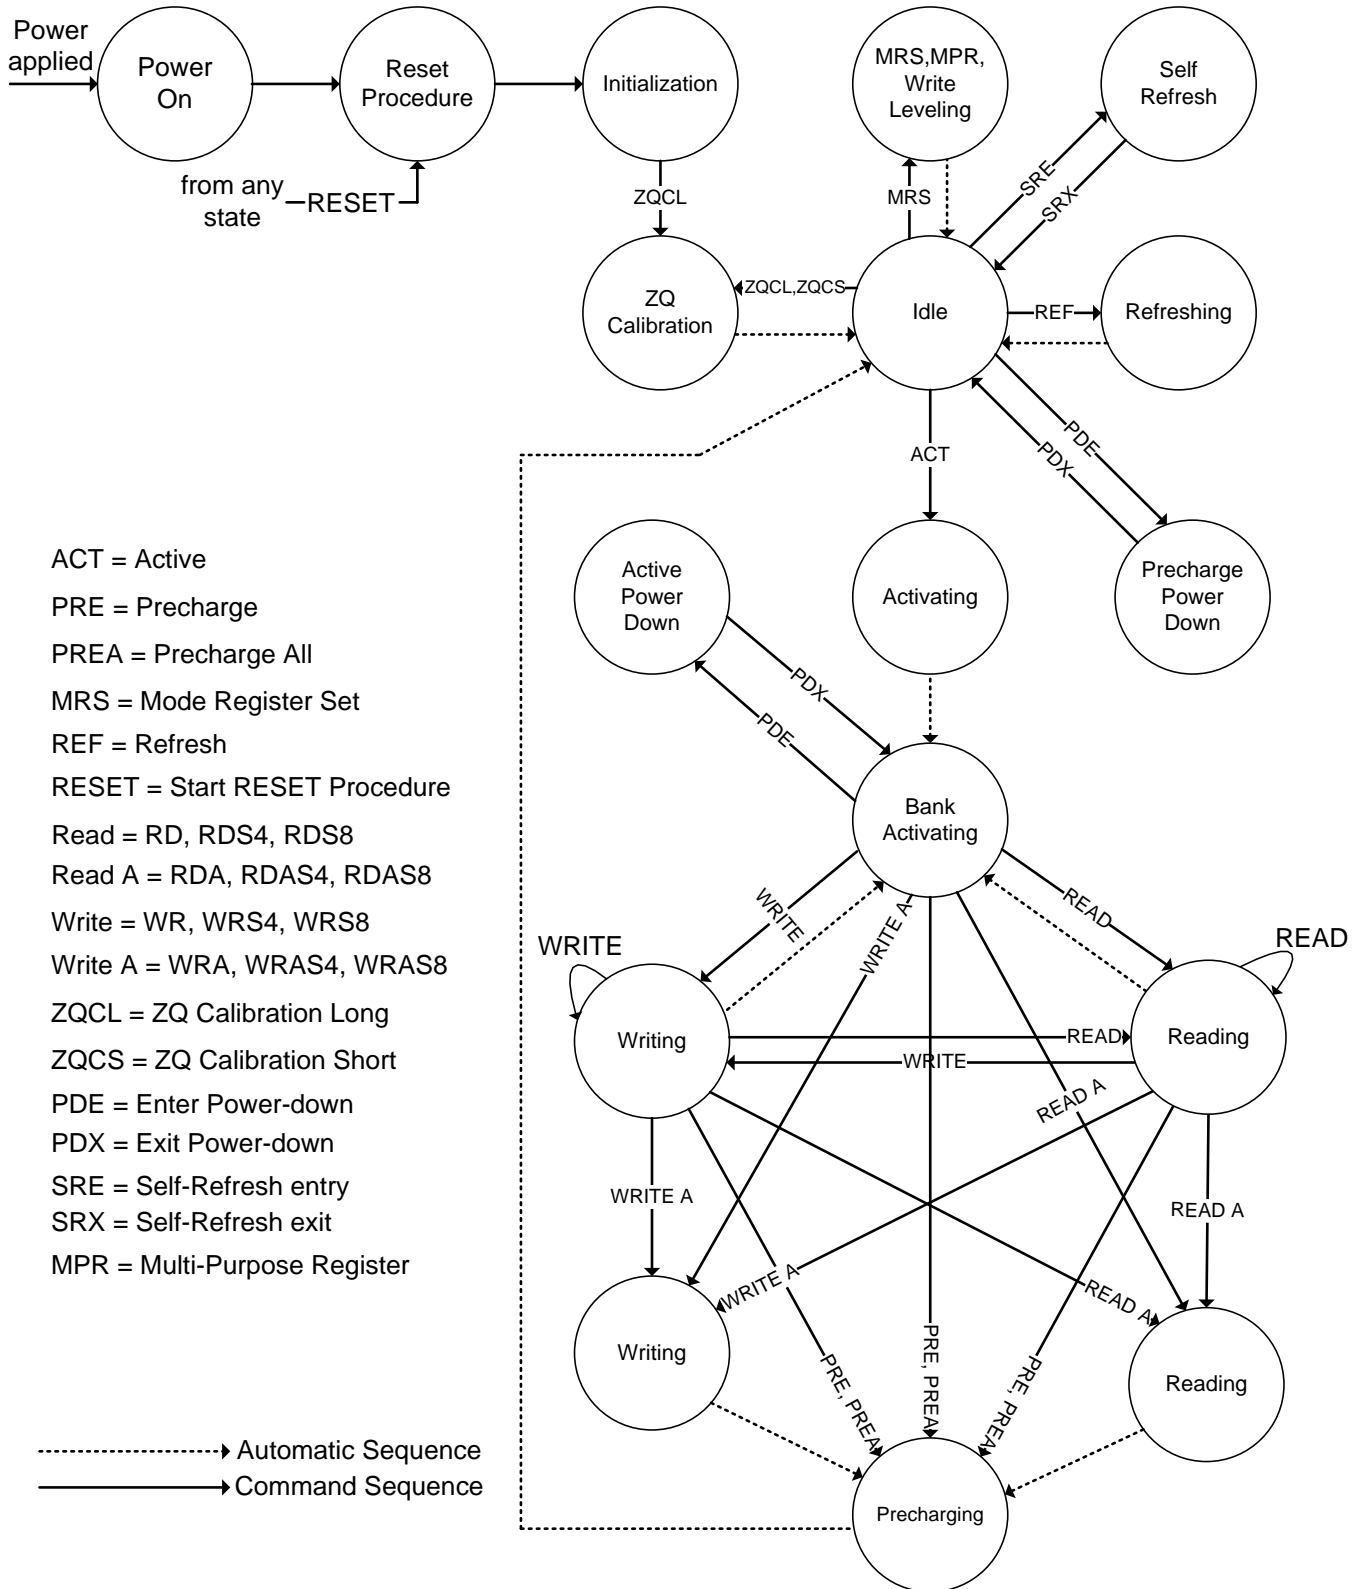 Power
applied
Power
On
Reset
Procedure
Initialization
MRS,MPR,
Write
Leveling
Self
Refresh
from any
state
RESET
ZQCL
MRS
SRE
SRX
ZQ
Calibration
ZQCL,ZQCS
Idle
REF
Refreshing
ACT
PDE
PDX
Active
Power
Down
Activating
Precharge
Power
Down
PDX
PDE
Bank
Activating
ACT = Active
PRE = Precharge
PREA = Precharge All
MRS = Mode Register Set
REF = Refresh
RESET = Start RESET Procedure
Read = RD, RDS4, RDS8
Read A = RDA, RDAS4, RDAS8
Write = WR, WRS4, WRS8
Write A = WRA, WRAS4, WRAS8
ZQCL = ZQ Calibration Long
ZQCS = ZQ Calibration Short
PDE = Enter Power-down
PDX = Exit Power-down
SRE = Self-Refresh entry
SRX = Self-Refresh exit
MPR = Multi-Purpose Register
WRITE
WRITE
WRITE A
READ
READ
Writing
READ
Reading
WRITE
READ A
WRITE A
READ A
WRITE A
READ A
Writing
PRE, PREA
PRE, PREA
PRE, PREA
Reading
Precharging
Automatic Sequence
Command Sequence